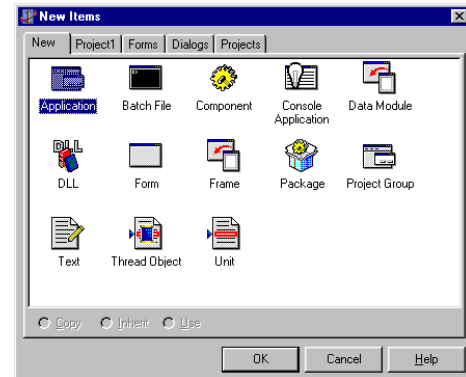 New Items
New Project1 Forms Dialogs Projects
Application Batch File Component Console Application Data Module
DLL Form Frame Package Project Group
Text Thread Object Unit
Copy Inherit Use
OK Cancel Help